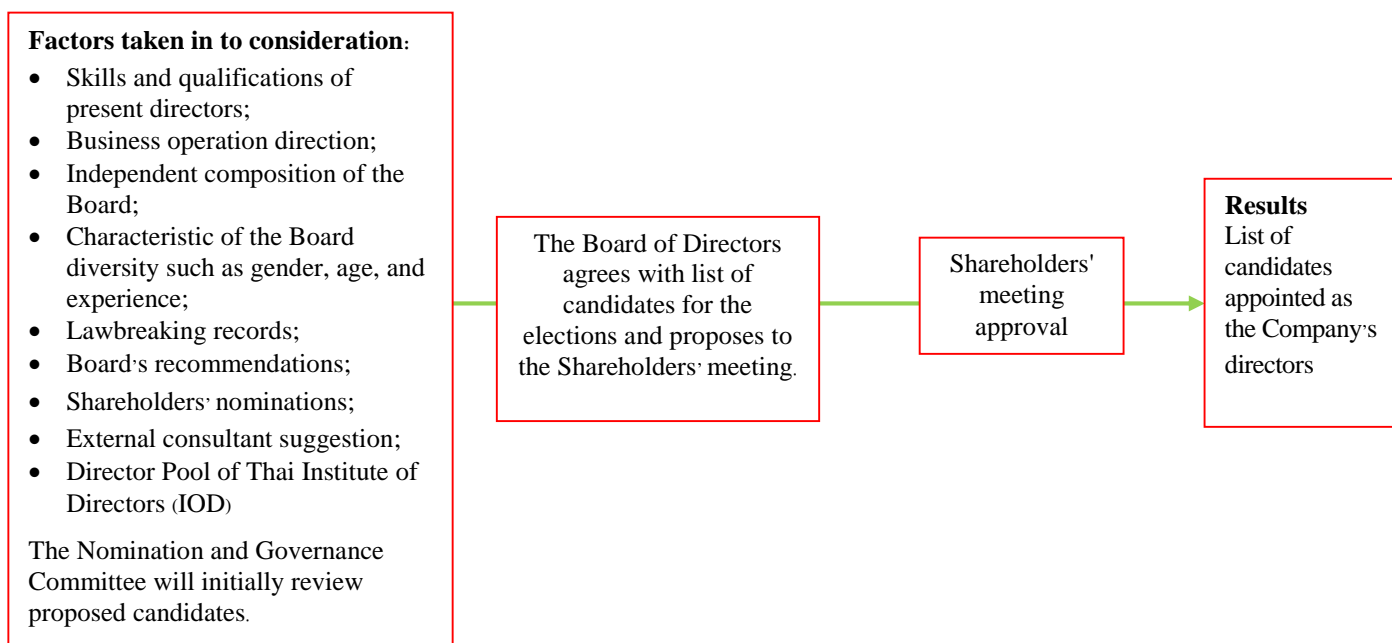 Factors taken in to consideration:
• Skills and qualifications of
present directors;
• Business operation direction;
• Independent composition of the
Board;
• Characteristic of the Board
diversity such as gender, age, and
experience;
• Lawbreaking records;
• Board's recommendations;
• Shareholders' nominations;
• External consultant suggestion;
• Director Pool of Thai Institute of
Directors (IOD)
The Nomination and Governance
Committee will initially review
proposed candidates.
The Board of Directors
agrees with list of
candidates for the
elections and proposes to
the Shareholders' meeting.
Shareholders'
meeting
approval
Results
List of
candidates
appointed as
the Company's
directors